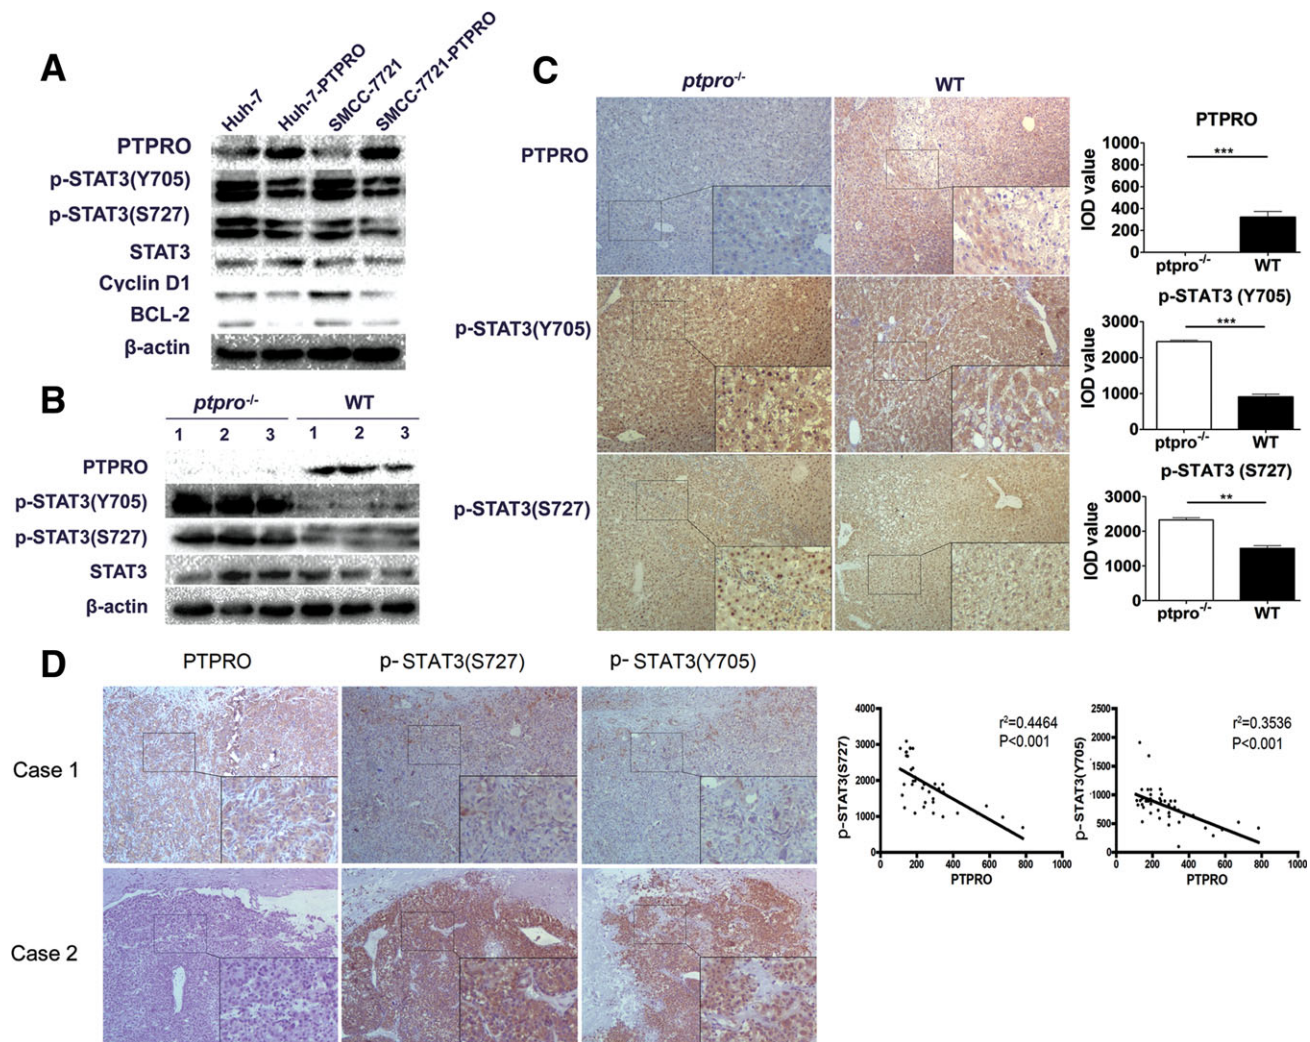 A
Huh-7
Huh-7-PTPRO
SMCC-7721
SMCC-7721-PTPRO
PTPRO
p-STAT3(Y705)
p-STAT3(S727)
STAT3
Cyclin D1
BCL-2
β-actin
B
ptpro-/- WT
1 2 3 1 2 3
PTPRO
p-STAT3(Y705)
p-STAT3(S727)
STAT3
β-actin
C
ptpro-/- WT
PTPRO
p-STAT3(Y705)
p-STAT3(S727)
PTPRO
IOD value
1000
800
600
400
200
0
***
ptpro-/- WT
p-STAT3 (Y705)
IOD value
3000
2000
1000
0
***
ptpro-/- WT
p-STAT3 (S727)
IOD value
3000
2000
1000
0
**
ptpro-/- WT
D
PTPRO p-STAT3(S727) p-STAT3(Y705)
Case 1
Case 2
p-STAT3(S727)
4000
3000
2000
1000
0
r²=0.4464
P<0.001
0 200 400 600 800 1000
PTPRO
p-STAT3(Y705)
2500
2000
1500
1000
500
0
r²=0.3536
P<0.001
0 200 400 600 800 1000
PTPRO